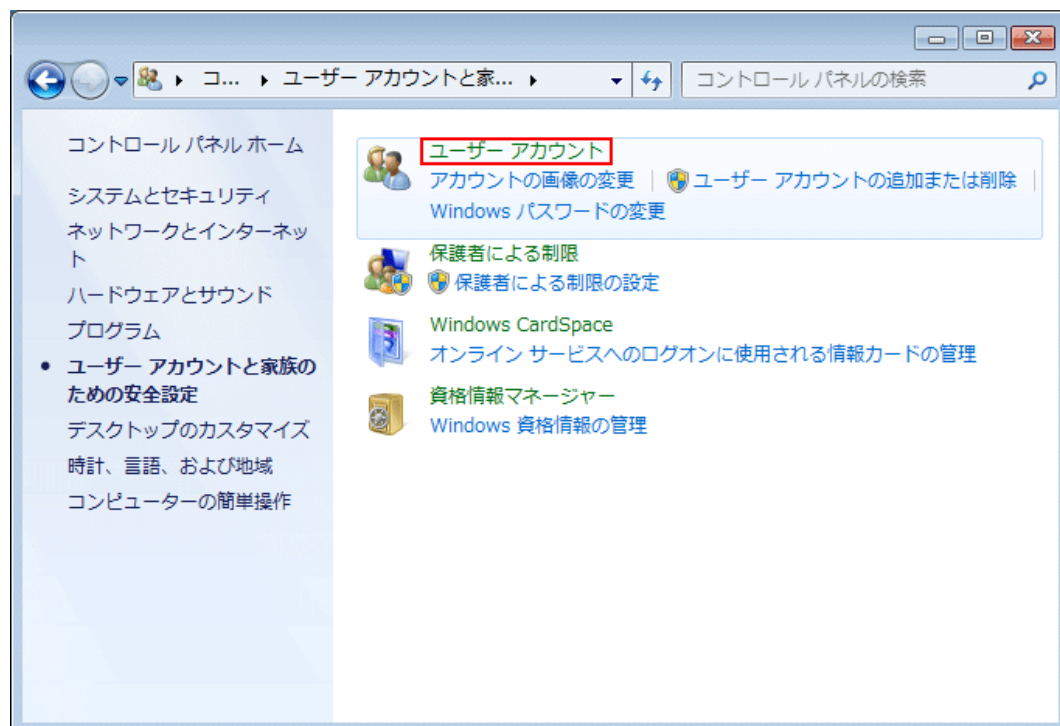 コ... ユーザー アカウントと家...
コントロール パネルの検索
コントロール パネル ホーム
システムとセキュリティ
ネットワークとインターネッ
ト
ハードウェアとサウンド
プログラム
ユーザー アカウントと家族の
ための安全設定
デスクトップのカスタマイズ
時計、言語、および地域
コンピューターの簡単操作
ユーザー アカウント
アカウントの画像の変更 ユーザー アカウントの追加または削除
Windows パスワードの変更
保護者による制限
保護者による制限の設定
Windows CardSpace
オンライン サービスへのログオンに使用される情報カードの管理
資格情報マネージャー
Windows 資格情報の管理